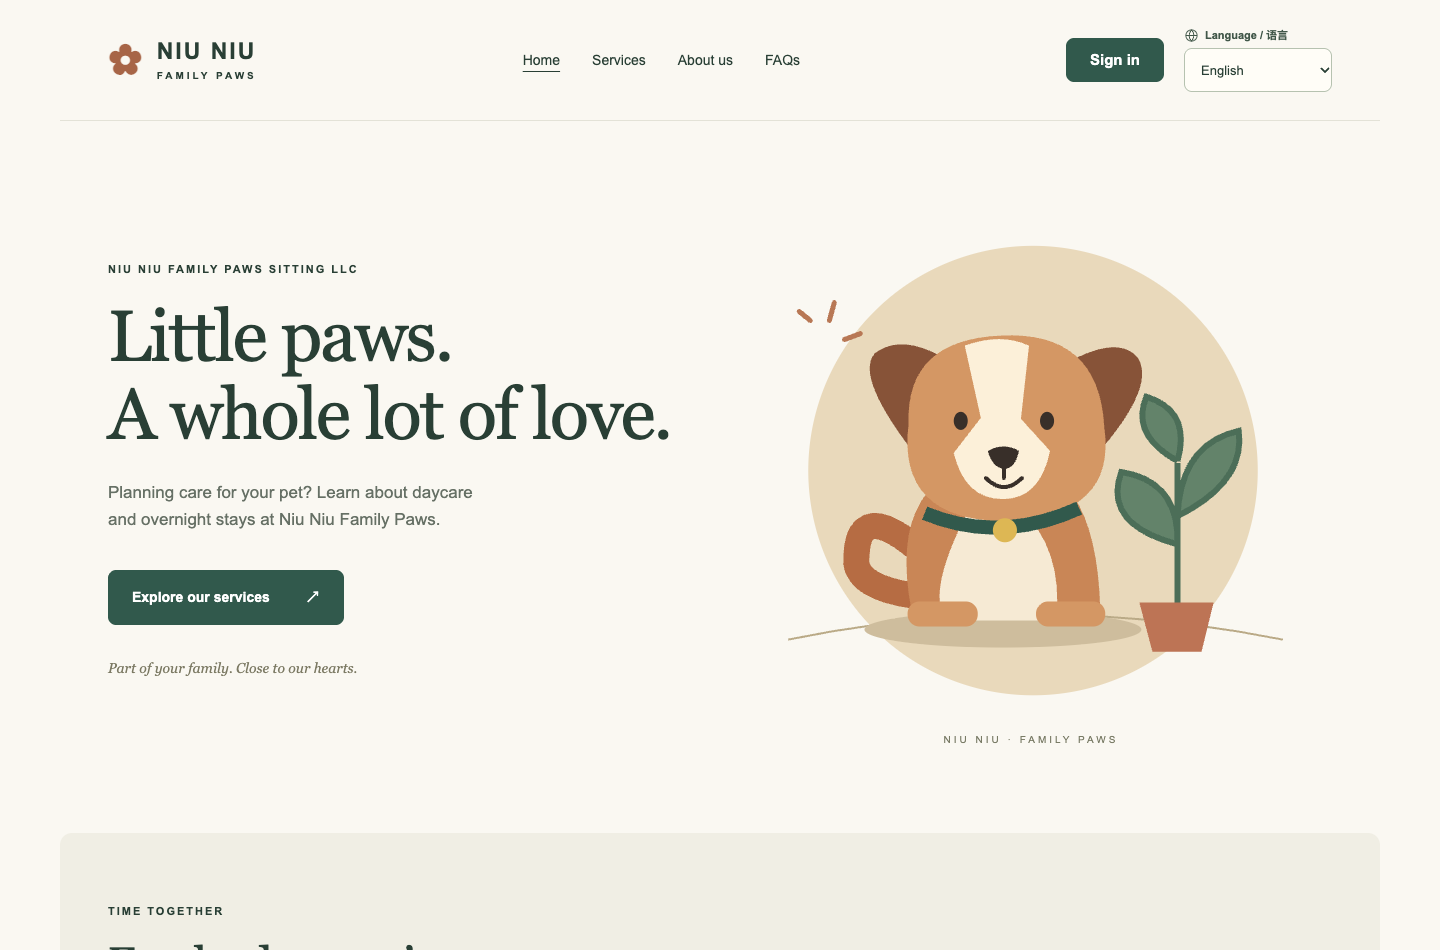 NIU NIU
FAMILY PAWS
Home
Services
About us
FAQs
Sign in
Language / 语言
English
NIU NIU FAMILY PAWS SITTING LLC
Little paws.
A whole lot of love.
Planning care for your pet? Learn about daycare
and overnight stays at Niu Niu Family Paws.
Explore our services ↗
Part of your family. Close to our hearts.
NIU NIU · FAMILY PAWS
TIME TOGETHER